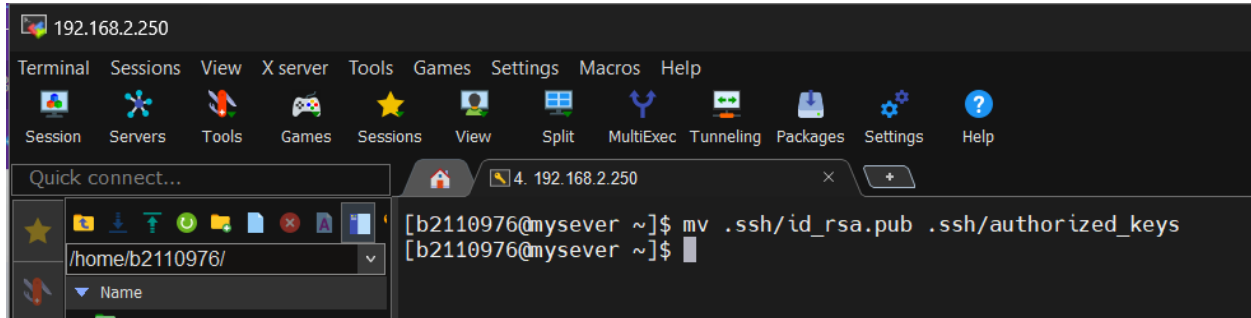 192.168.2.250
Terminal Sessions View X server Tools Games Settings Macros Help
Session Servers Tools Games Sessions View Split MultiExec Tunneling Packages Settings Help
Quick connect...
4. 192.168.2.250
/home/b2110976/
Name
[b2110976@mysever ~]$ mv .ssh/id_rsa.pub .ssh/authorized_keys
[b2110976@mysever ~]$